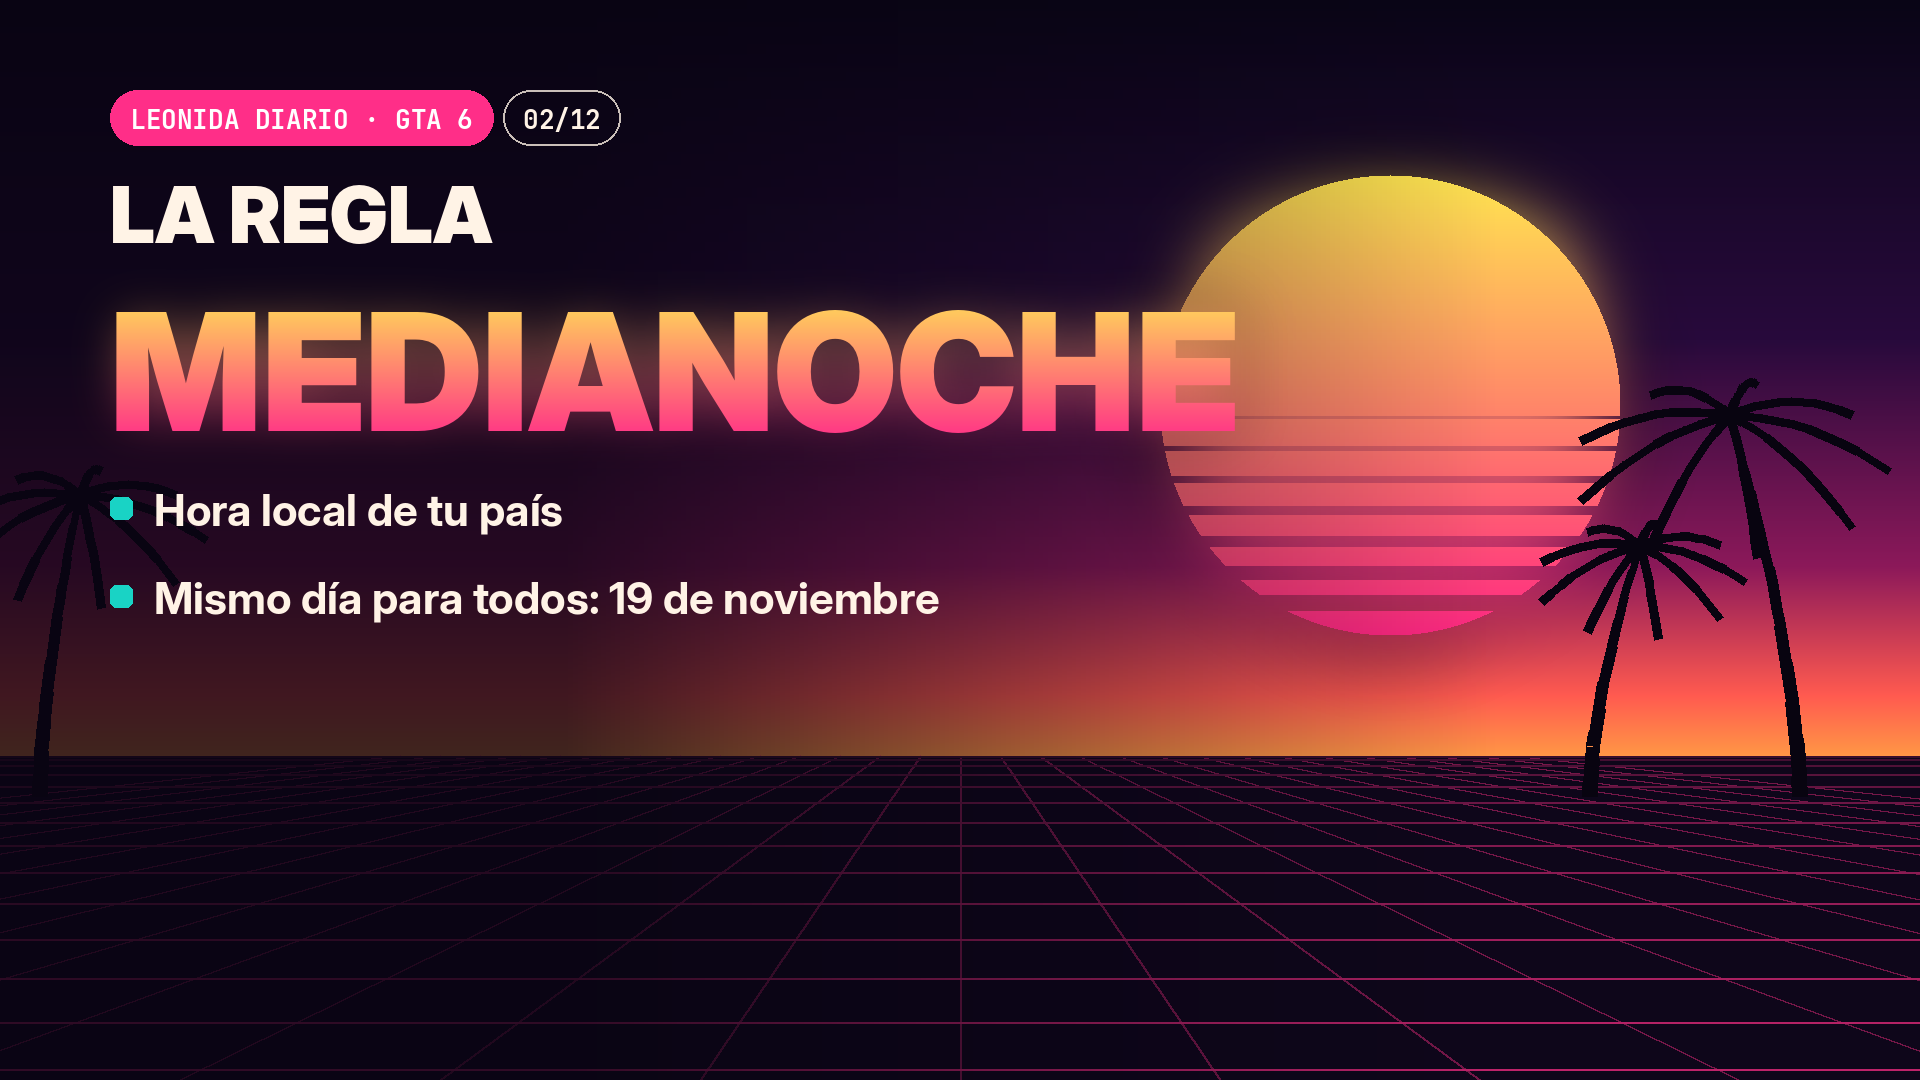 LEONIDA DIARIO · GTA 6
02/12
LA REGLA
MEDIANOCHE
Hora local de tu país
Mismo día para todos: 19 de noviembre